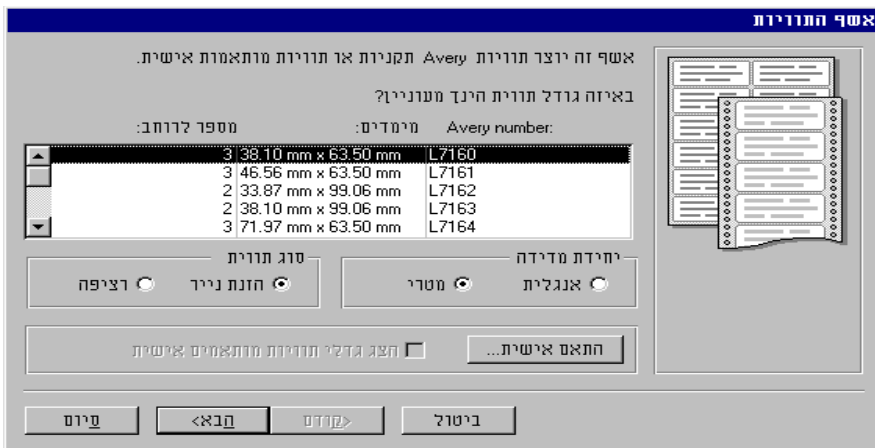 אשף התוויות
אשף זה יוצר תוויות Avery תקניות או תוויות מותאמות אישית.
באיזה גודל תווית הינך מעוניין?
Avery number: מימדים: מספר לרוחב:
L7160 38.10 mm x 63.50 mm 3
L7161 46.56 mm x 63.50 mm 3
L7162 33.87 mm x 99.06 mm 2
L7163 38.10 mm x 99.06 mm 2
L7164 71.97 mm x 63.50 mm 3
יחידת מדידה סוג תווית
אנגלית מטרי הזנת נייר רציפה
התאם אישית... הצג גדלי תוויות מותאמים אישית
ביטול <קודם הבא> סיום